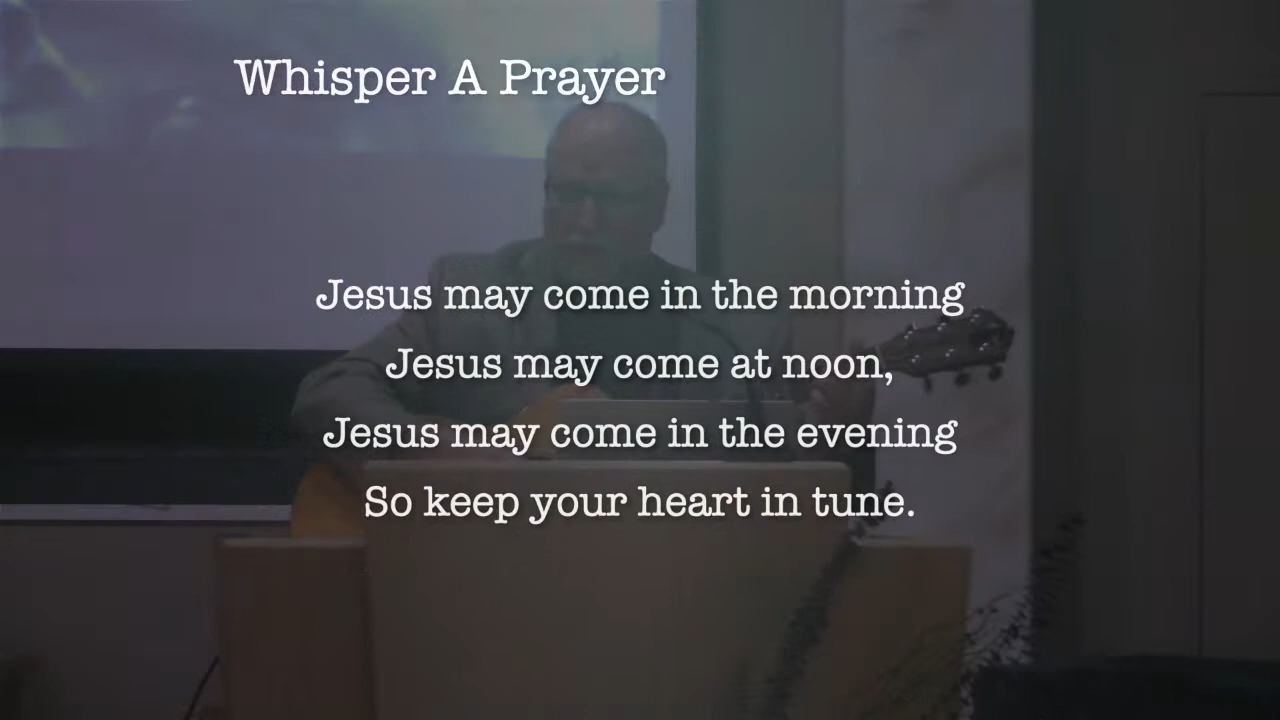 Whisper A Prayer
Jesus may come in the morning
Jesus may come at noon,
Jesus may come in the evening
So keep your heart in tune.